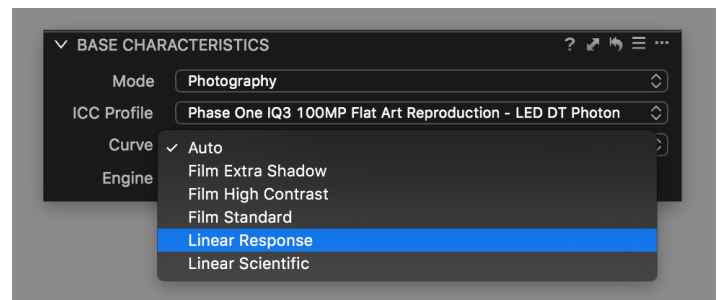 BASE CHARACTERISTICS ?
Mode Photography
ICC Profile Phase One IQ3 100MP Flat Art Reproduction - LED DT Photon
Curve ✓ Auto
Engine Film Extra Shadow
Film High Contrast
Film Standard
Linear Response
Linear Scientific